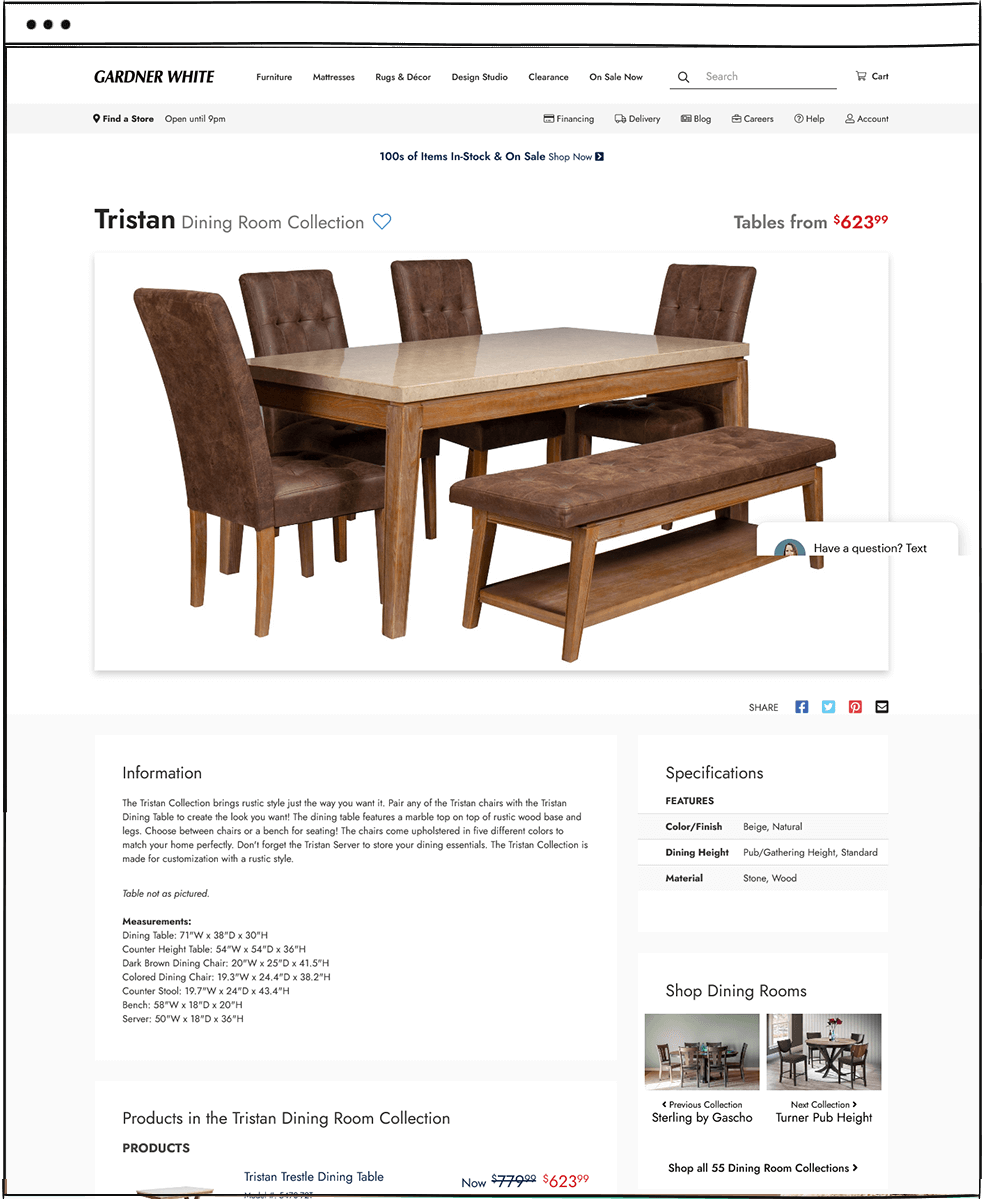 GARDNER WHITE
Furniture Mattresses Rugs & Décor Design Studio Clearance On Sale Now Search Cart
Find a Store Open until 9pm Financing Delivery Blog Careers Help Account
100s of Items In-Stock & On Sale Shop Now
Tristan Dining Room Collection Tables from $623⁹⁹
Have a question? Text
SHARE
Information
The Tristan Collection brings rustic style just the way you want it. Pair any of the Tristan chairs with the Tristan
Dining Table to create the look you want! The dining table features a marble top on top of rustic wood base and
legs. Choose between chairs or a bench for seating! The chairs come upholstered in five different colors to
match your home perfectly. Don't forget the Tristan Server to store your dining essentials. The Tristan Collection is
made for customization with a rustic style.
Table not as pictured.
Measurements:
Dining Table: 71"W x 38"D x 30"H
Counter Height Table: 54"W x 54"D x 36"H
Dark Brown Dining Chair: 20"W x 25"D x 41.5"H
Colored Dining Chair: 19.3"W x 24.4"D x 38.2"H
Counter Stool: 19.7"W x 24"D x 43.4"H
Bench: 58"W x 18"D x 20"H
Server: 50"W x 18"D x 36"H
Specifications
FEATURES
Color/Finish Beige, Natural
Dining Height Pub/Gathering Height, Standard
Material Stone, Wood
Shop Dining Rooms
Previous Collection
Sterling by Gascho
Next Collection
Turner Pub Height
Shop all 55 Dining Room Collections
Products in the Tristan Dining Room Collection
PRODUCTS
Tristan Trestle Dining Table Now $779⁹⁹ $623⁹⁹
Model #: